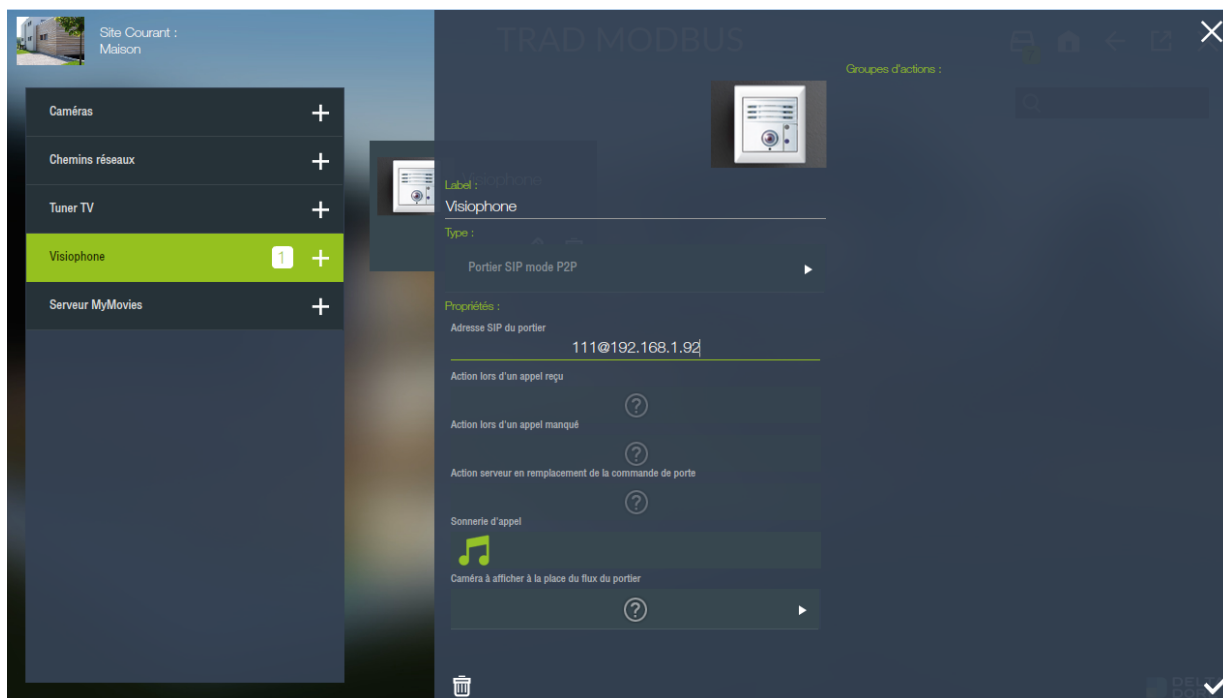 Site Courant :
Maison
TRAD MODBUS
Groupes d'actions :
Caméras
Chemins réseaux
Tuner TV
Visiophone
1
Serveur MyMovies
Visiophone
Label :
Visiophone
Type :
Portier SIP mode P2P
Propriétés :
Adresse SIP du portier
111@192.168.1.92
Action lors d'un appel reçu
?
Action lors d'un appel manqué
?
Action serveur en remplacement de la commande de porte
?
Sonnerie d'appel
Caméra à afficher à la place du flux du portier
?